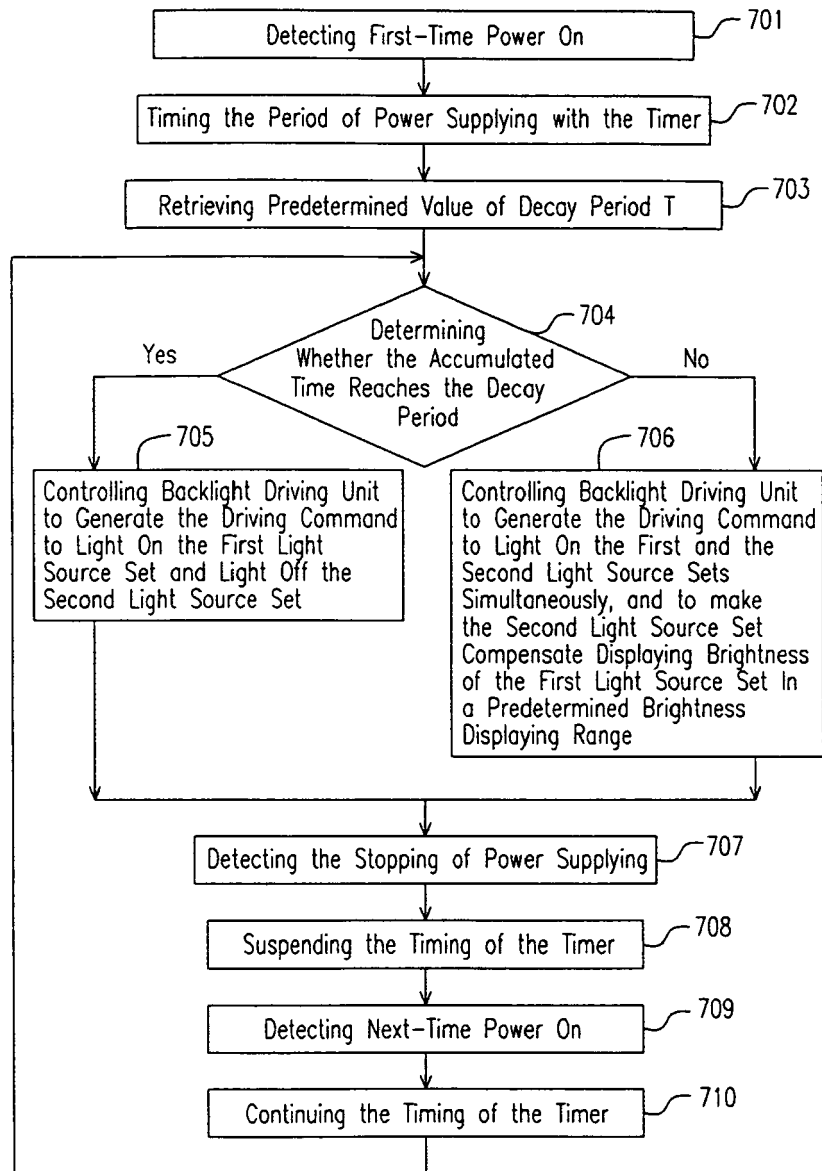 Detecting First-Time Power On
701
Timing the Period of Power Supplying with the Timer
702
Retrieving Predetermined Value of Decay Period T
703
704
Determining
Whether the Accumulated
Time Reaches the Decay
Period
Yes
No
705
Controlling Backlight Driving Unit
to Generate the Driving Command
to Light On the First Light
Source Set and Light Off the
Second Light Source Set
706
Controlling Backlight Driving Unit
to Generate the Driving Command
to Light On the First and the
Second Light Source Sets
Simultaneously, and to make
the Second Light Source Set
Compensate Displaying Brightness
of the First Light Source Set In
a Predetermined Brightness
Displaying Range
Detecting the Stopping of Power Supplying
707
Suspending the Timing of the Timer
708
Detecting Next-Time Power On
709
Continuing the Timing of the Timer
710